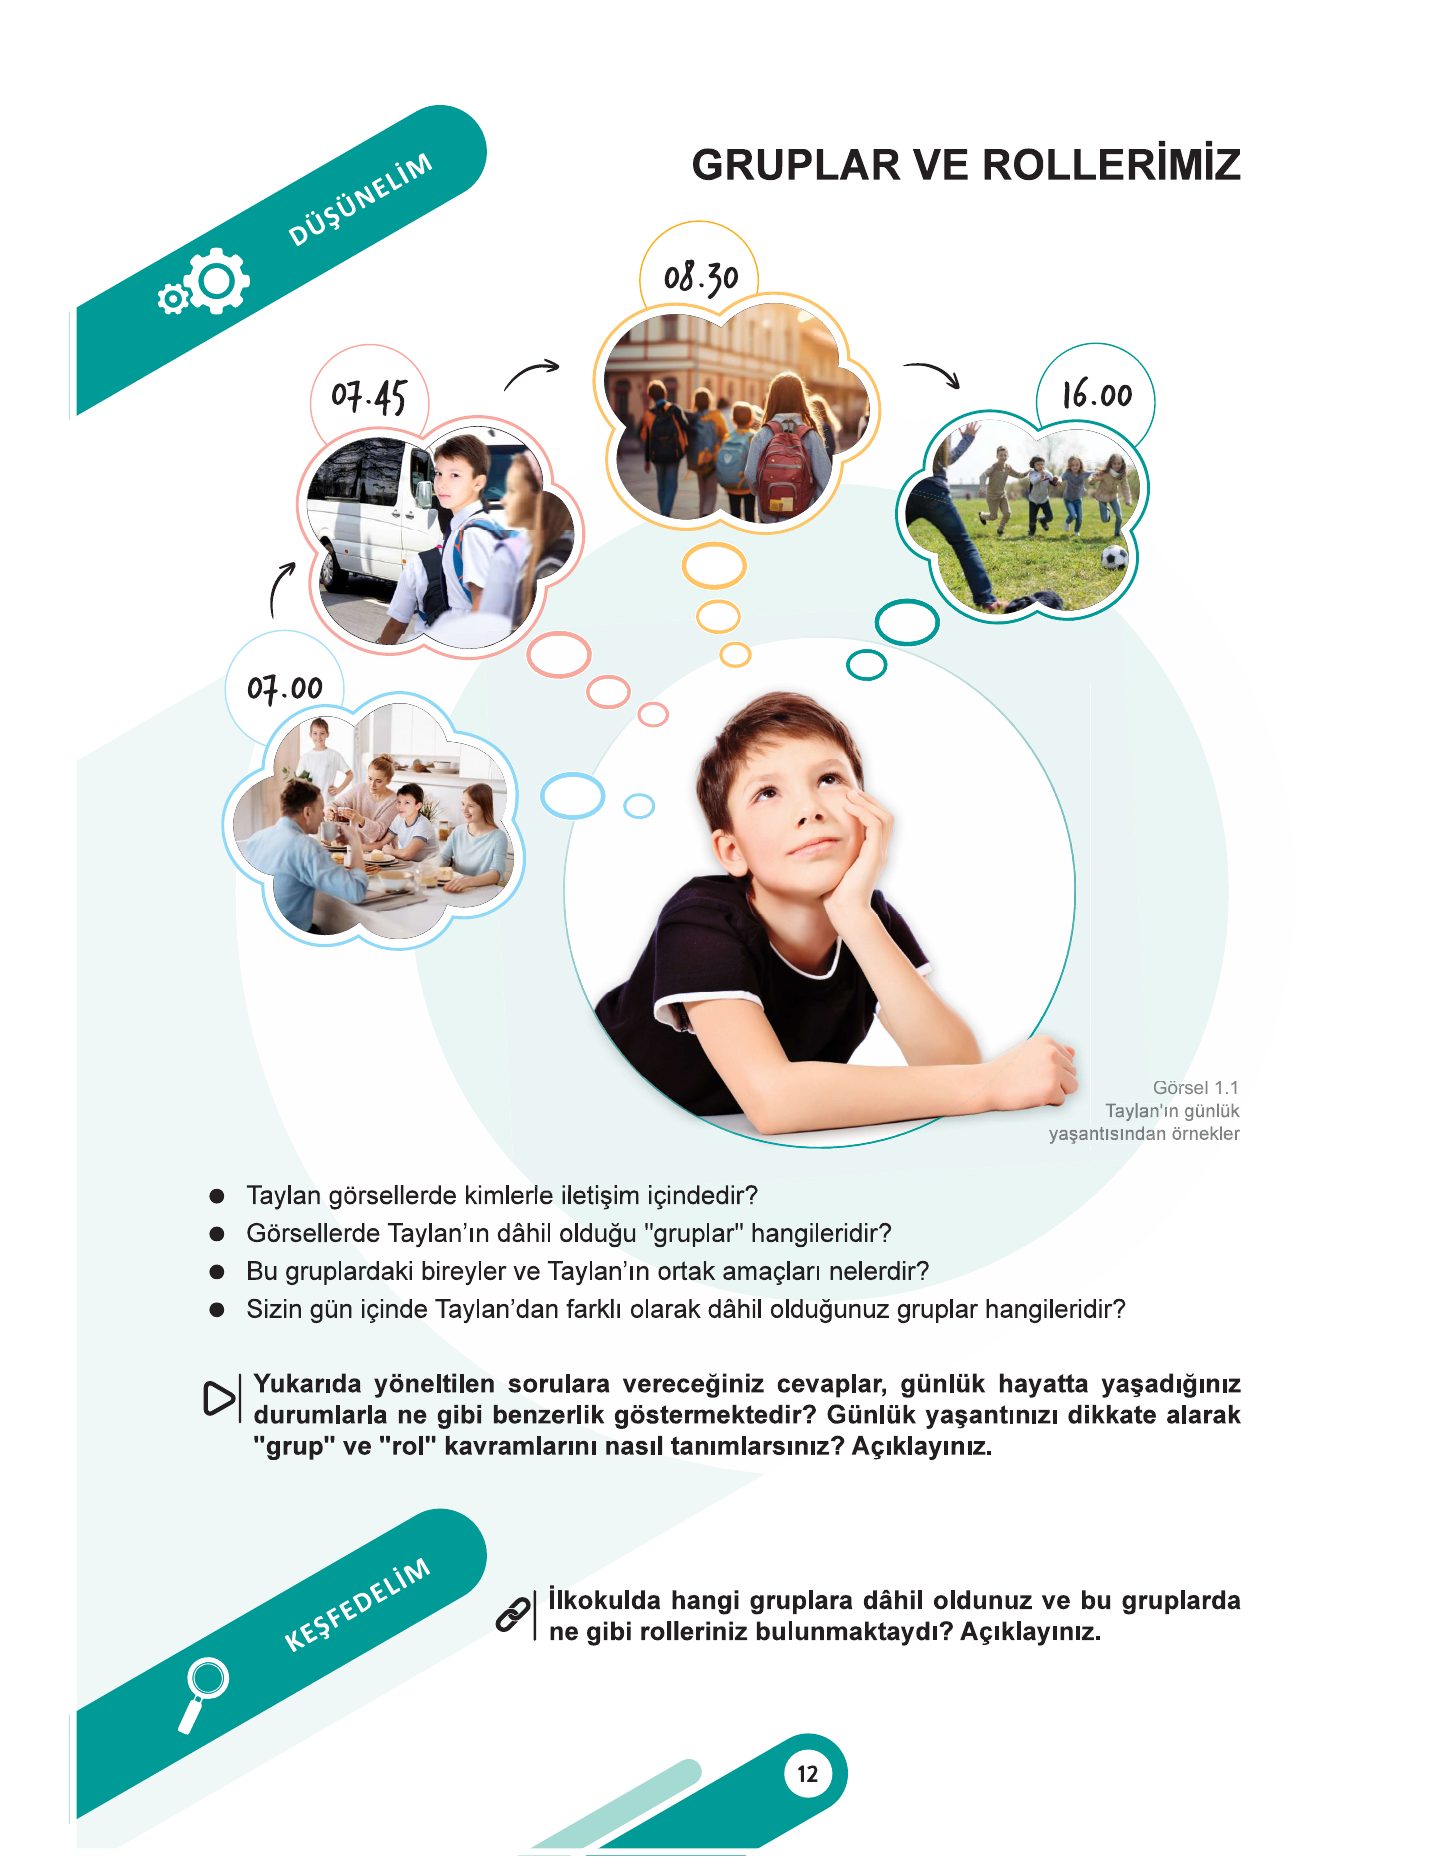 DÜŞÜNELİM
GRUPLAR VE ROLLERİMİZ
07.00
07.45
08.30
16.00
Görsel 1.1
Taylan'ın günlük
yaşantısından örnekler
● Taylan görsellerde kimlerle iletişim içindedir?
● Görsellerde Taylan’ın dâhil olduğu "gruplar" hangileridir?
● Bu gruplardaki bireyler ve Taylan’ın ortak amaçları nelerdir?
● Sizin gün içinde Taylan’dan farklı olarak dâhil olduğunuz gruplar hangileridir?
Yukarıda yöneltilen sorulara vereceğiniz cevaplar, günlük hayatta yaşadığınız
durumlarla ne gibi benzerlik göstermektedir? Günlük yaşantınızı dikkate alarak
"grup" ve "rol" kavramlarını nasıl tanımlarsınız? Açıklayınız.
KEŞFEDELİM
İlkokulda hangi gruplara dâhil oldunuz ve bu gruplarda
ne gibi rolleriniz bulunmaktaydı? Açıklayınız.
12